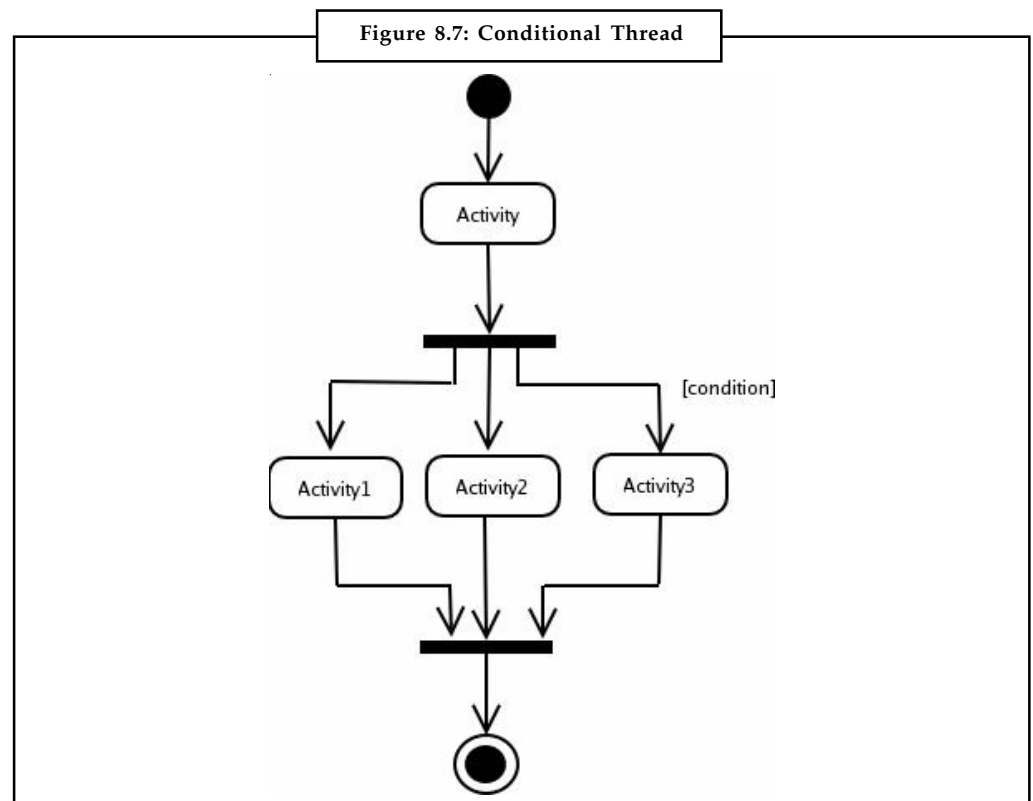 Figure 8.7: Conditional Thread
Activity
[condition]
Activity1
Activity2
Activity3